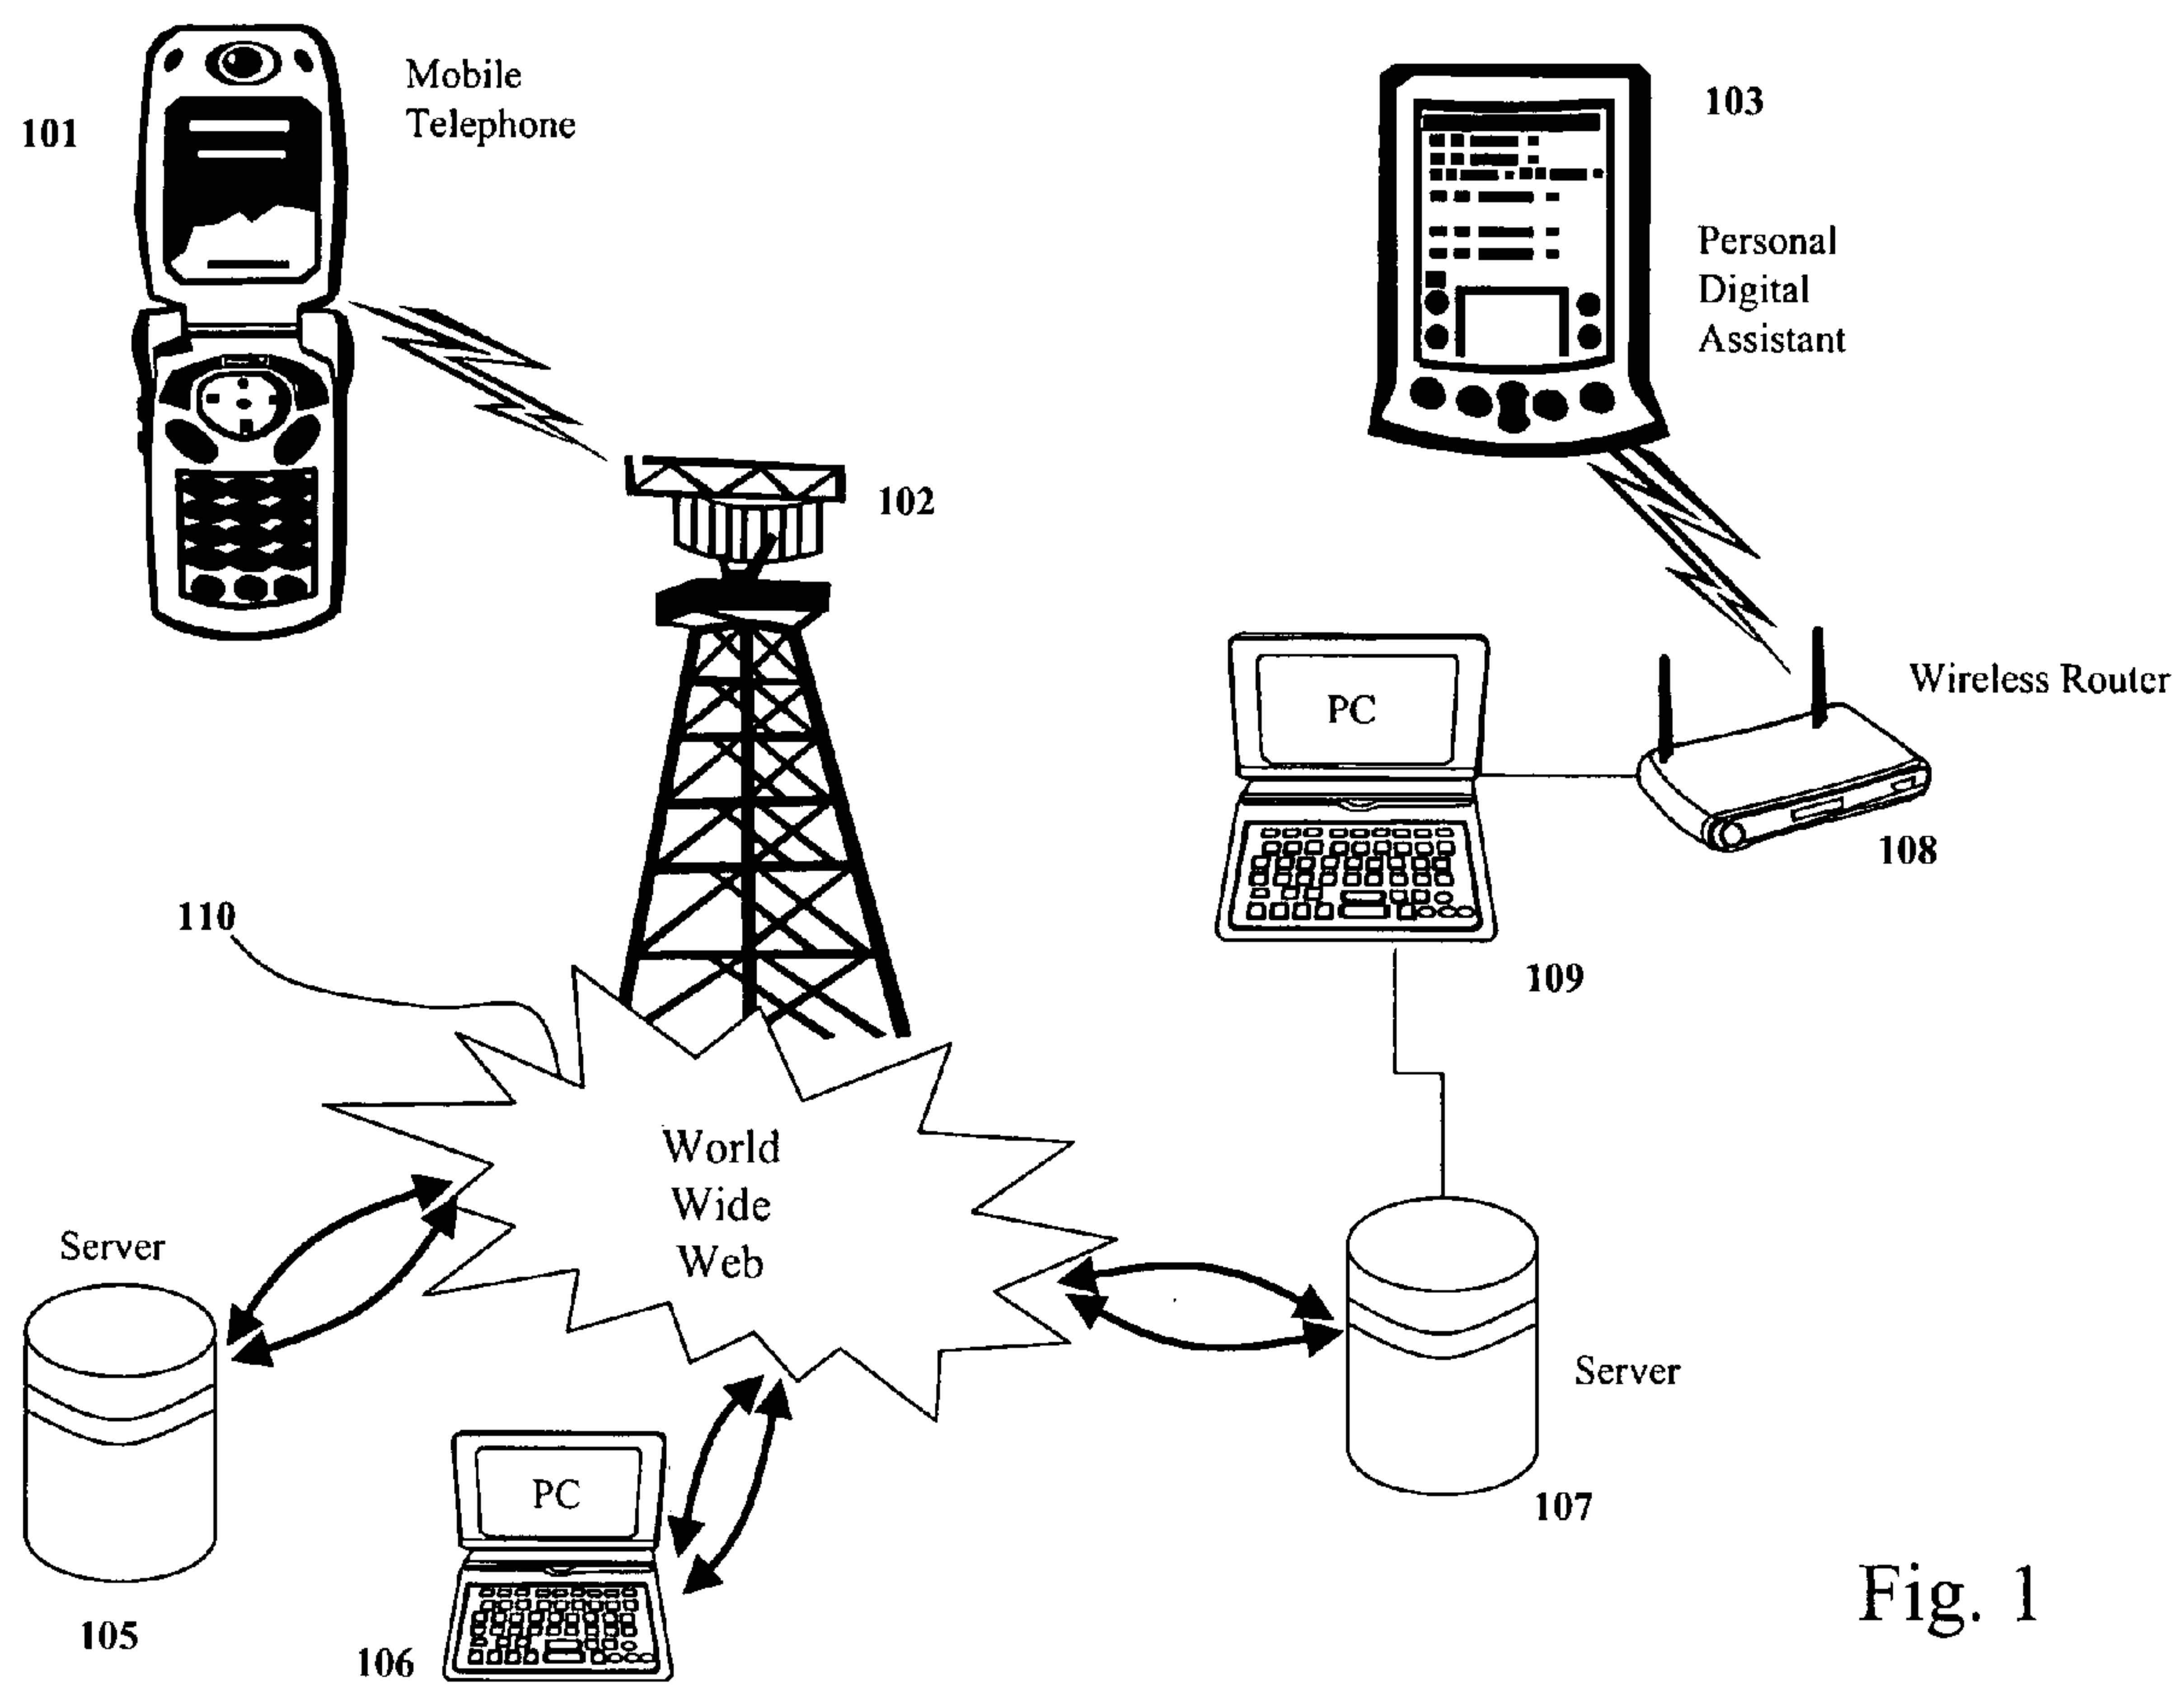 101
Mobile
Telephone
103
Personal
Digital
Assistant
102
PC
Wireless Router
108
109
110
World
Wide
Web
Server
105
PC
106
Server
107
Fig. 1